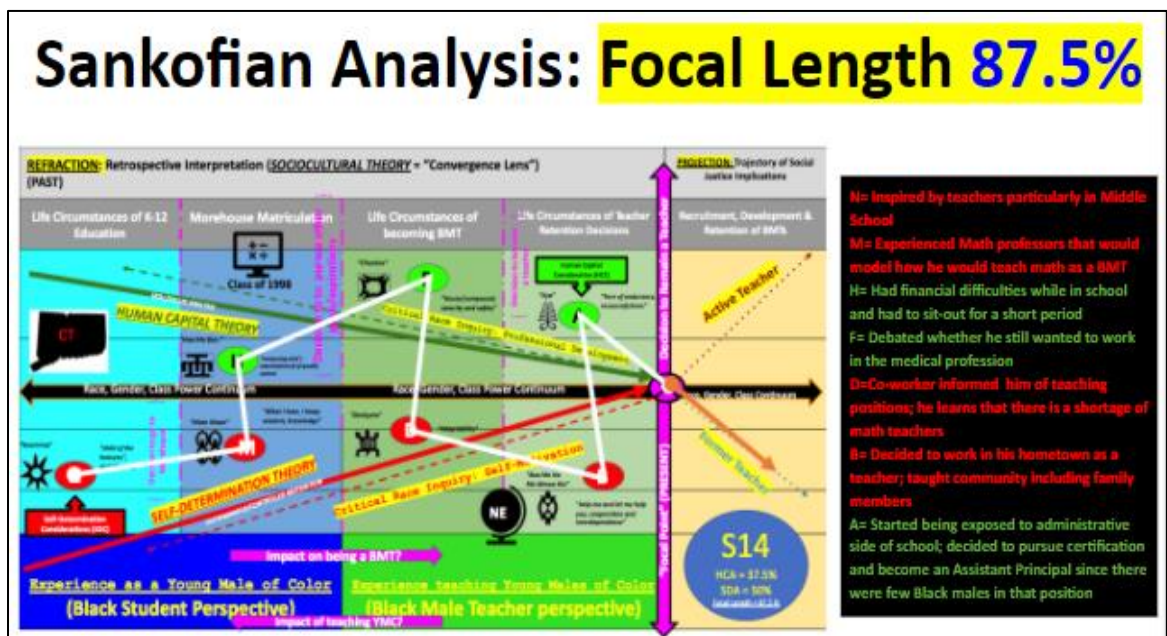 Sankofian Analysis: Focal Length 87.5%
REFRACTION: Retrospective Interpretation (SOCIOCULTURAL THEORY = "Convergence Lens")
(PAST)
PROJECTION: Trajectory of Social
Justice Implications
Life Circumstances of K-12
Education
Morehouse Matriculation
Life Circumstances of
becoming BMT
Life Circumstances of Teacher
Retention Decisions
Recruitment, Development &
Retention of BMTs
Class of 1998
CT
HUMAN CAPITAL THEORY
Critical Race Inquiry: Professional Development
Decision to Remain a Teacher
Active Teacher
Race, Gender, Class Power Continuum
Race, Gender, Class Power Continuum
Gender, Class Continuum
SELF-DETERMINATION THEORY
Critical Race Inquiry: Self-Motivation
Former Teacher
"Focal Point" (PRESENT)
NE
Impact on being a BMT?
Experience as a Young Male of Color
(Black Student Perspective)
Experience teaching Young Males of Color
(Black Male Teacher perspective)
Impact of teaching YMC?
S14
HCA = 37.5%
SDA = 50%
N= Inspired by teachers particularly in Middle
School
M= Experienced Math professors that would
model how he would teach math as a BMT
H= Had financial difficulties while in school
and had to sit-out for a short period
F= Debated whether he still wanted to work
in the medical profession
D=Co-worker informed him of teaching
positions; he learns that there is a shortage of
math teachers
B= Decided to work in his hometown as a
teacher; taught community including family
members
A= Started being exposed to administrative
side of school; decided to pursue certification
and become an Assistant Principal since there
were few Black males in that position